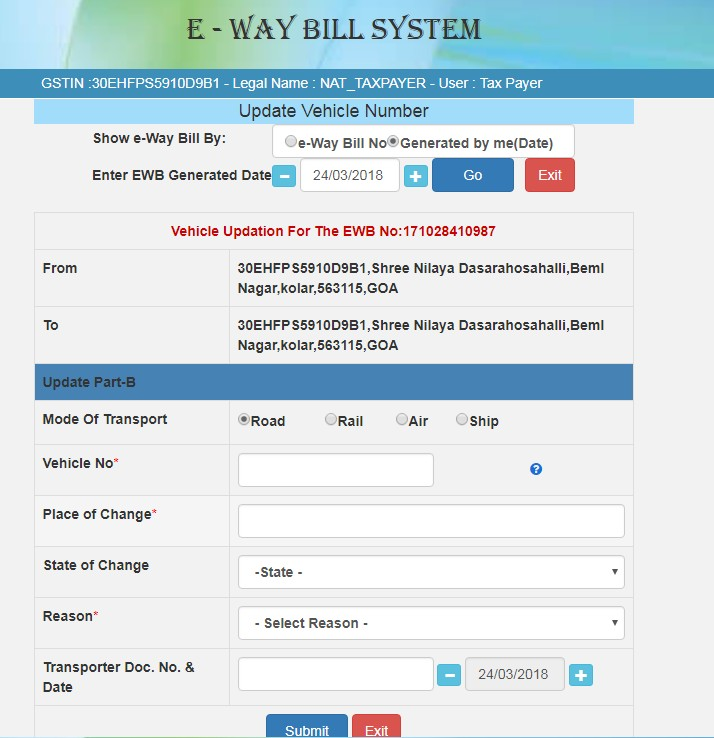 E - WAY BILL SYSTEM
GSTIN :30EHFPS5910D9B1 - Legal Name : NAT_TAXPAYER - User : Tax Payer
Update Vehicle Number
Show e-Way Bill By: e-Way Bill No Generated by me(Date)
Enter EWB Generated Date − 24/03/2018 + Go Exit
Vehicle Updation For The EWB No:171028410987
From 30EHFPS5910D9B1,Shree Nilaya Dasarahosahalli,Beml
Nagar,kolar,563115,GOA
To 30EHFPS5910D9B1,Shree Nilaya Dasarahosahalli,Beml
Nagar,kolar,563115,GOA
Update Part-B
Mode Of Transport Road Rail Air Ship
Vehicle No* ?
Place of Change*
State of Change -State -
Reason* - Select Reason -
Transporter Doc. No. &
Date − 24/03/2018 +
Submit Exit